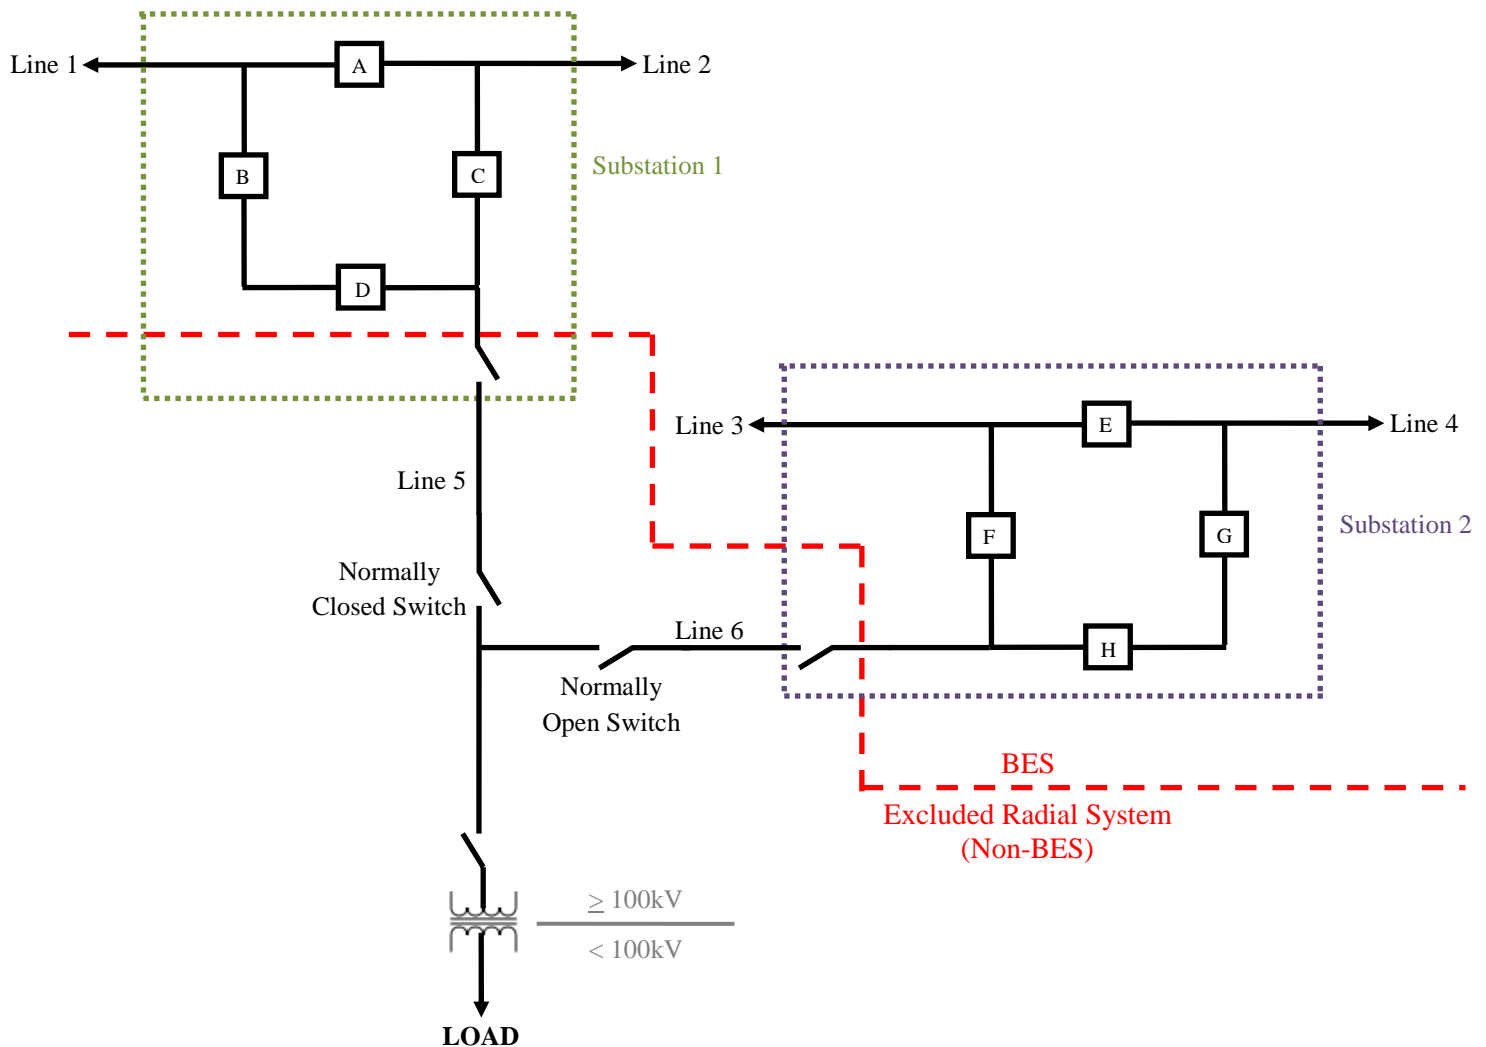 Line 1
A
Line 2
B
C
Substation 1
D
Line 3
E
Line 4
Line 5
F
G
Substation 2
Normally
Closed Switch
Line 6
H
Normally
Open Switch
BES
Excluded Radial System
(Non-BES)
≥ 100kV
< 100kV
LOAD